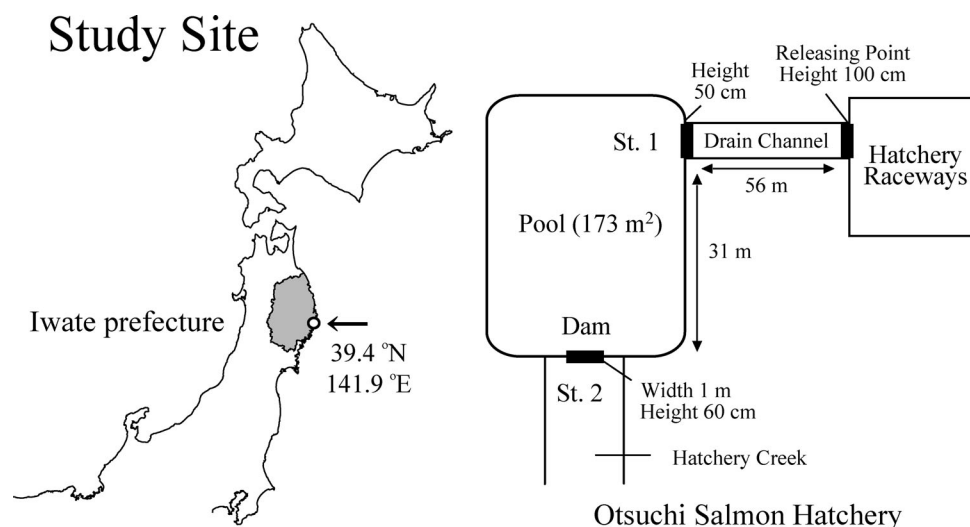 Study Site
Iwate prefecture
39.4 °N
141.9 °E
Height
50 cm
Releasing Point
Height 100 cm
St. 1
Drain Channel
Hatchery
Raceways
56 m
Pool (173 m²)
31 m
Dam
St. 2
Width 1 m
Height 60 cm
Hatchery Creek
Otsuchi Salmon Hatchery